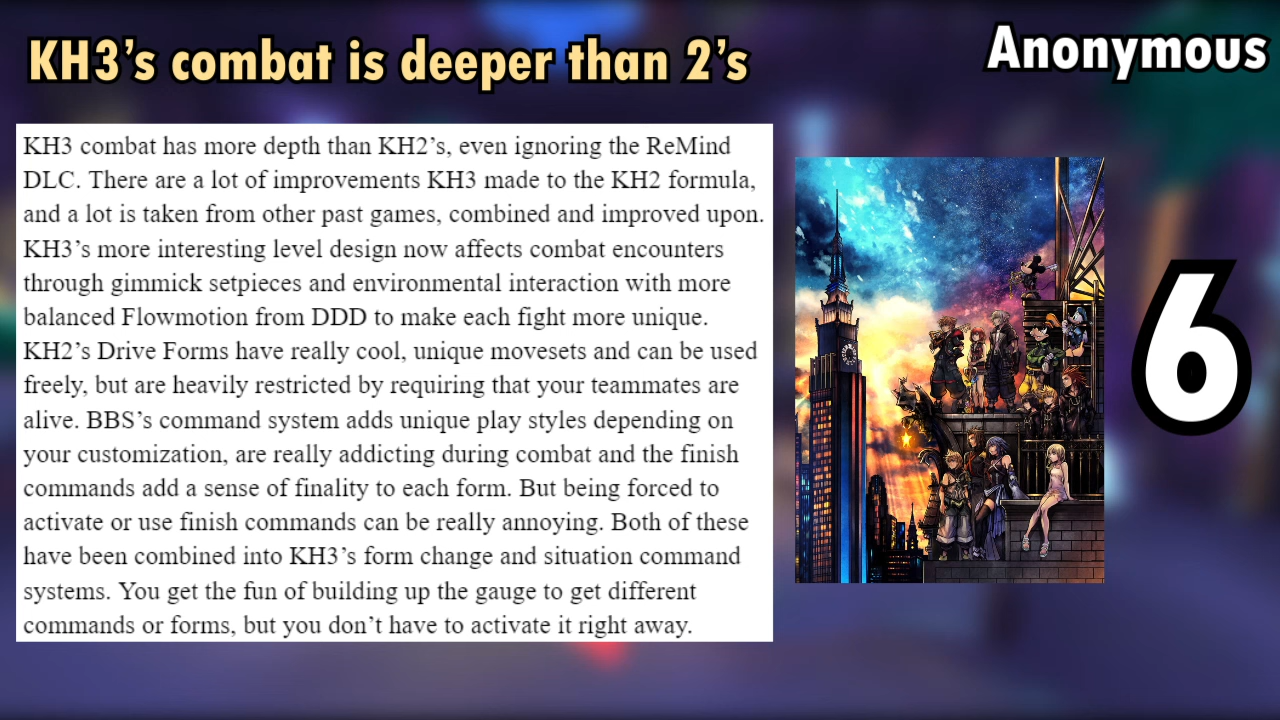 KH3’s combat is deeper than 2’s
Anonymous
KH3 combat has more depth than KH2’s, even ignoring the ReMind
DLC. There are a lot of improvements KH3 made to the KH2 formula,
and a lot is taken from other past games, combined and improved upon.
KH3’s more interesting level design now affects combat encounters
through gimmick setpieces and environmental interaction with more
balanced Flowmotion from DDD to make each fight more unique.
KH2’s Drive Forms have really cool, unique movesets and can be used
freely, but are heavily restricted by requiring that your teammates are
alive. BBS’s command system adds unique play styles depending on
your customization, are really addicting during combat and the finish
commands add a sense of finality to each form. But being forced to
activate or use finish commands can be really annoying. Both of these
have been combined into KH3’s form change and situation command
systems. You get the fun of building up the gauge to get different
commands or forms, but you don’t have to activate it right away.
6